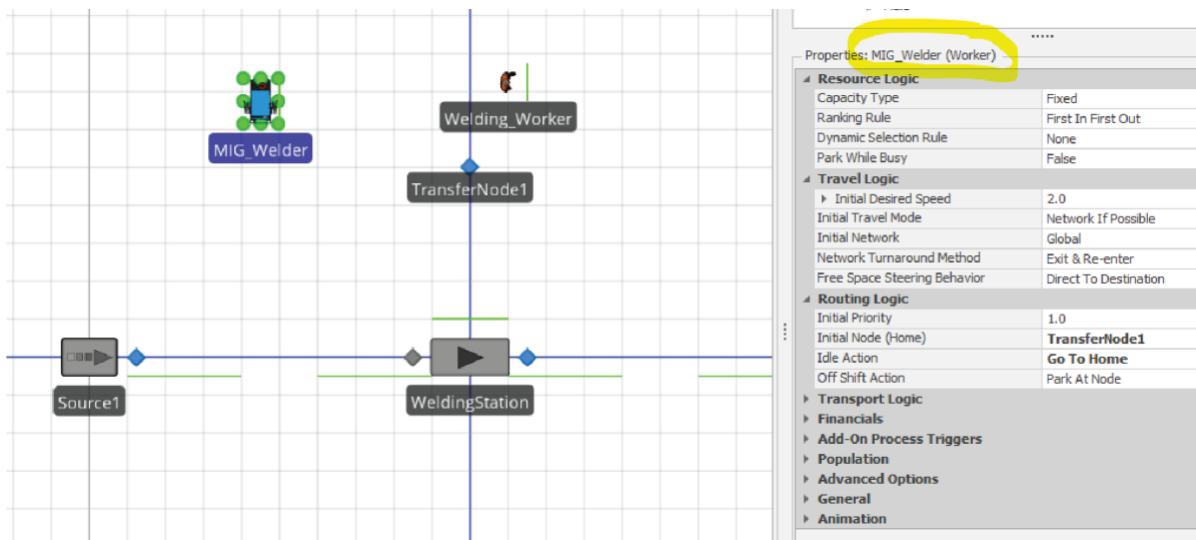 MIG_Welder
Welding_Worker
TransferNode1
Source1
WeldingStation
Properties: MIG_Welder (Worker)
Resource Logic
Capacity Type Fixed
Ranking Rule First In First Out
Dynamic Selection Rule None
Park While Busy False
Travel Logic
Initial Desired Speed 2.0
Initial Travel Mode Network If Possible
Initial Network Global
Network Turnaround Method Exit & Re-enter
Free Space Steering Behavior Direct To Destination
Routing Logic
Initial Priority 1.0
Initial Node (Home) TransferNode1
Idle Action Go To Home
Off Shift Action Park At Node
Transport Logic
Financials
Add-On Process Triggers
Population
Advanced Options
General
Animation